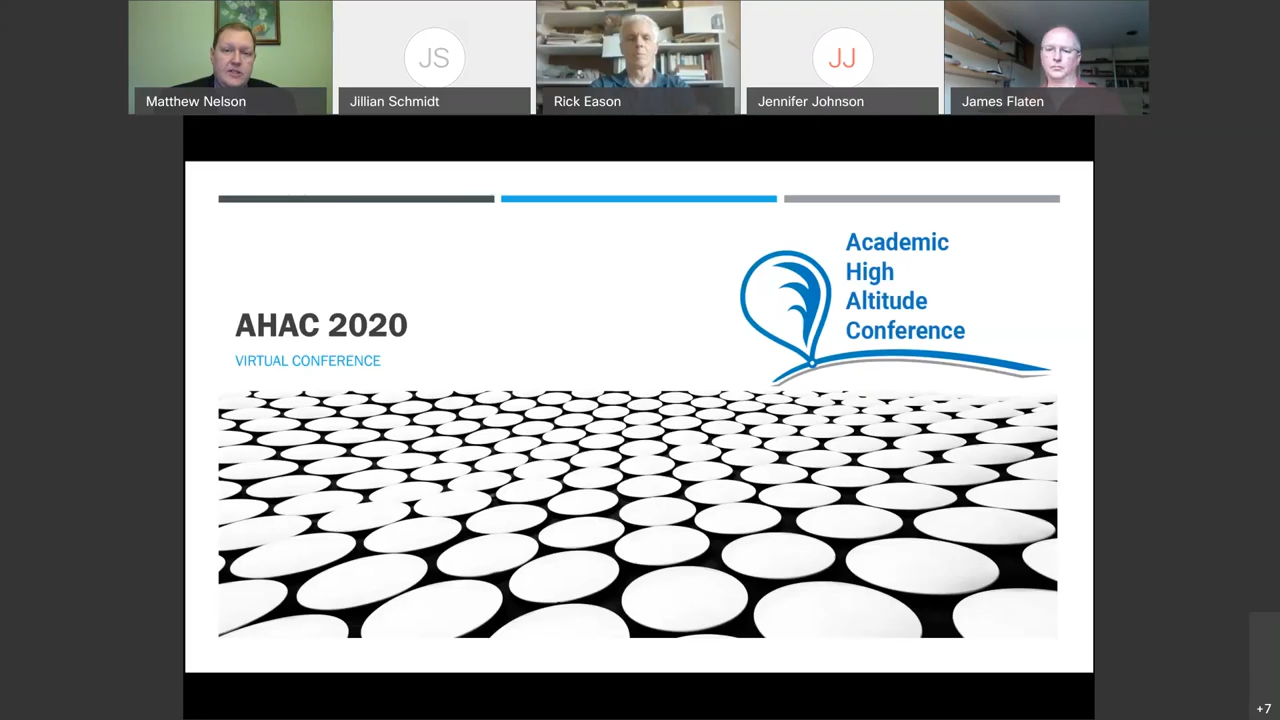 Matthew Nelson
JS
Jillian Schmidt
Rick Eason
JJ
Jennifer Johnson
James Flaten
Academic
High
Altitude
Conference
AHAC 2020
VIRTUAL CONFERENCE
+7